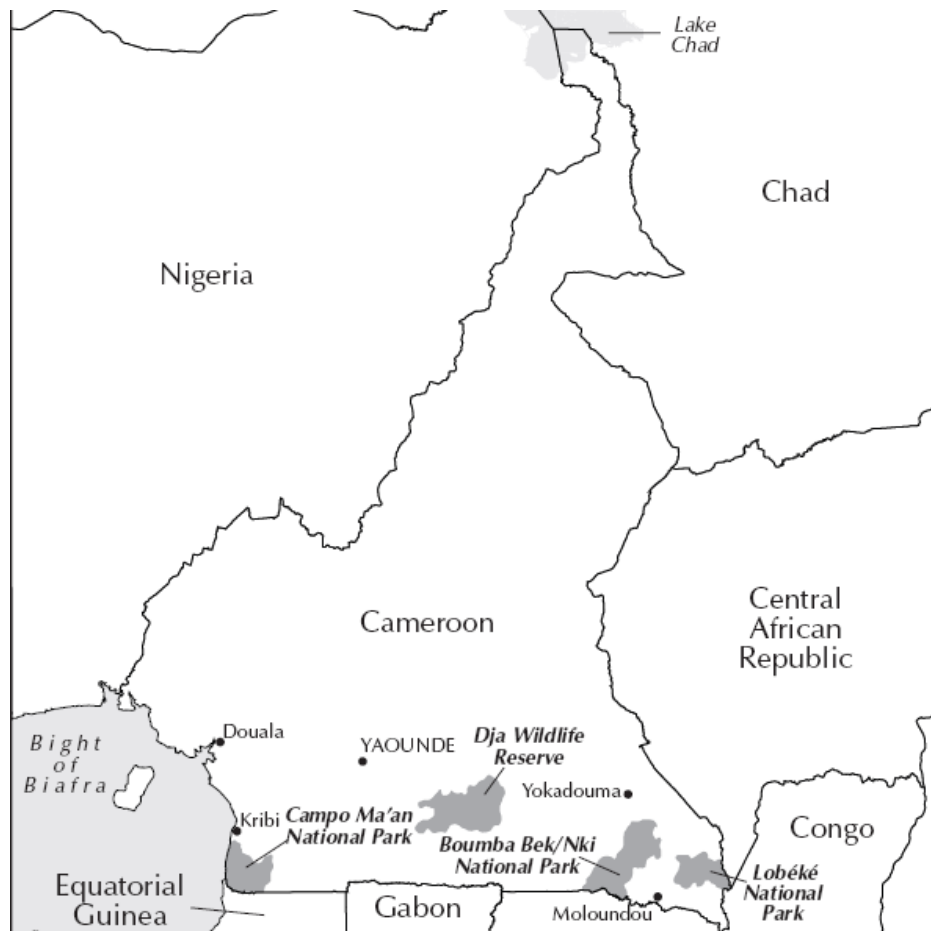 Lake
Chad
Chad
Nigeria
Central
African
Republic
Cameroon
Bight
of
Biafra
Douala
YAOUNDE
Dja Wildlife
Reserve
Yokadouma
Kribi
Campo Ma'an
National Park
Boumba Bek/Nki
National Park
Congo
Lobéké
National
Park
Equatorial
Guinea
Gabon
Moloundou